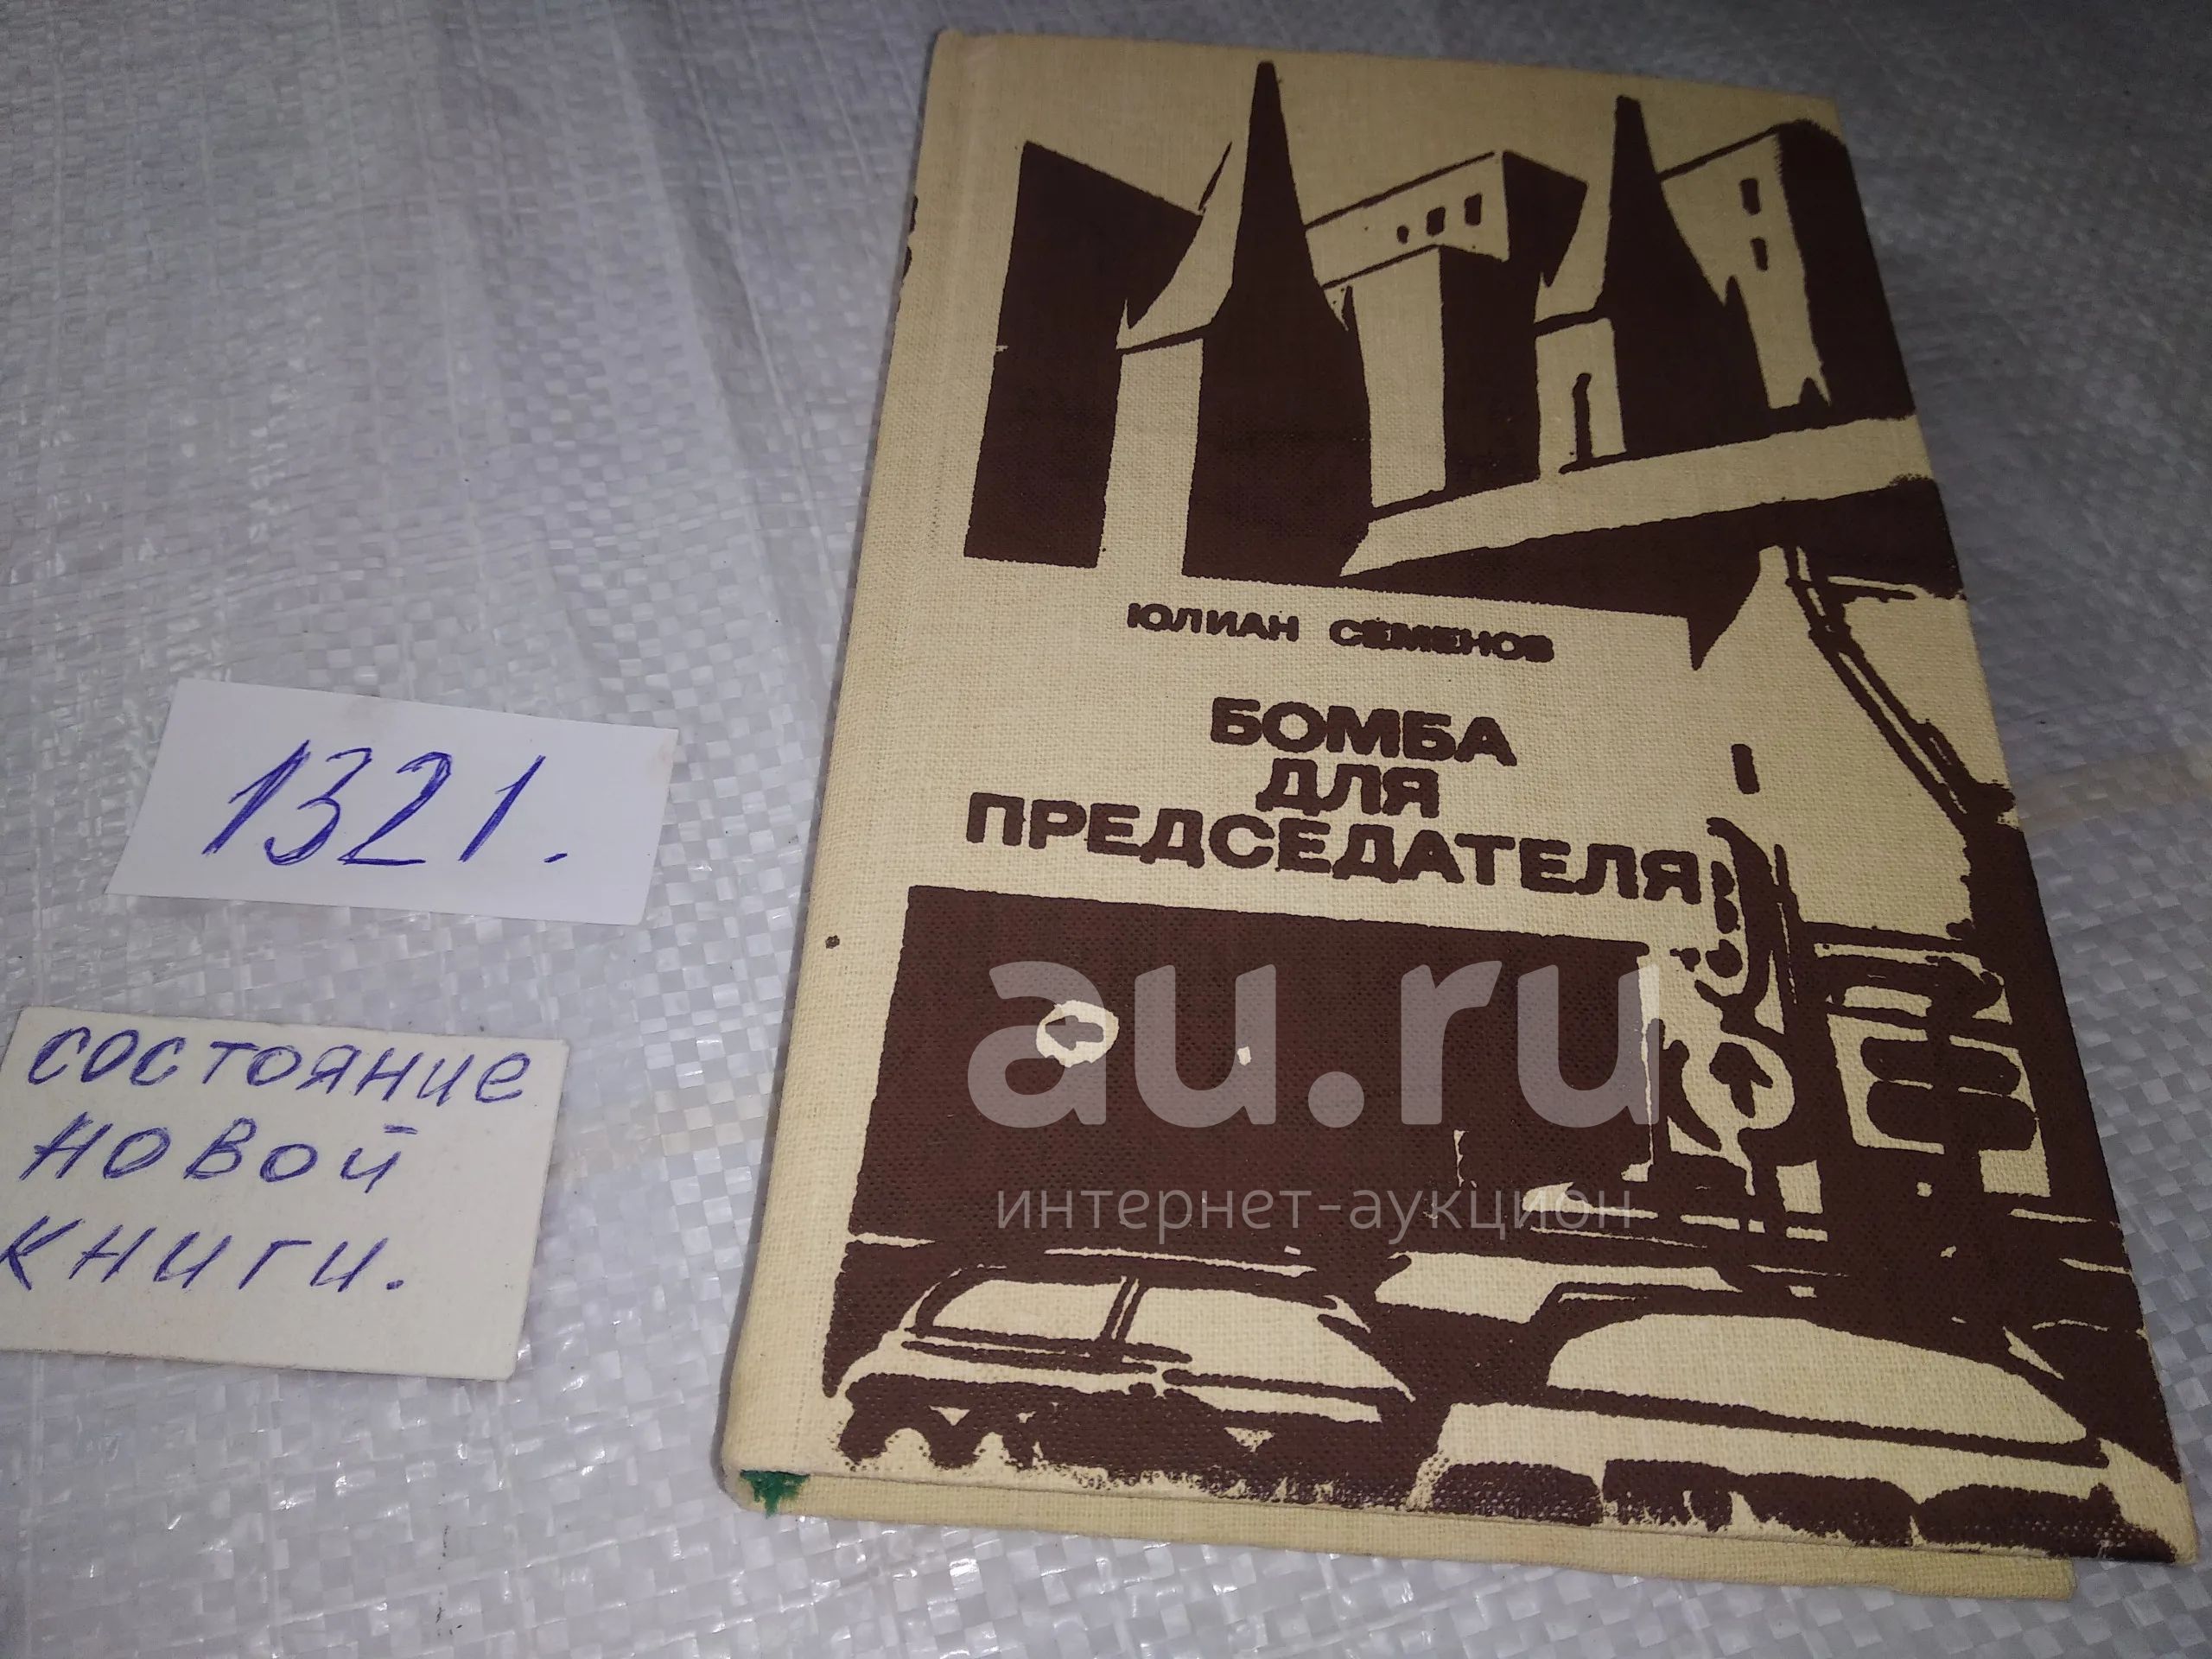 ЮЛИАН СЕМЕНОВ
БОМБА
ДЛЯ
ПРЕДСЕДАТЕЛЯ
1321.
состояние
новой
книги.
au.ru
интернет-аукцион